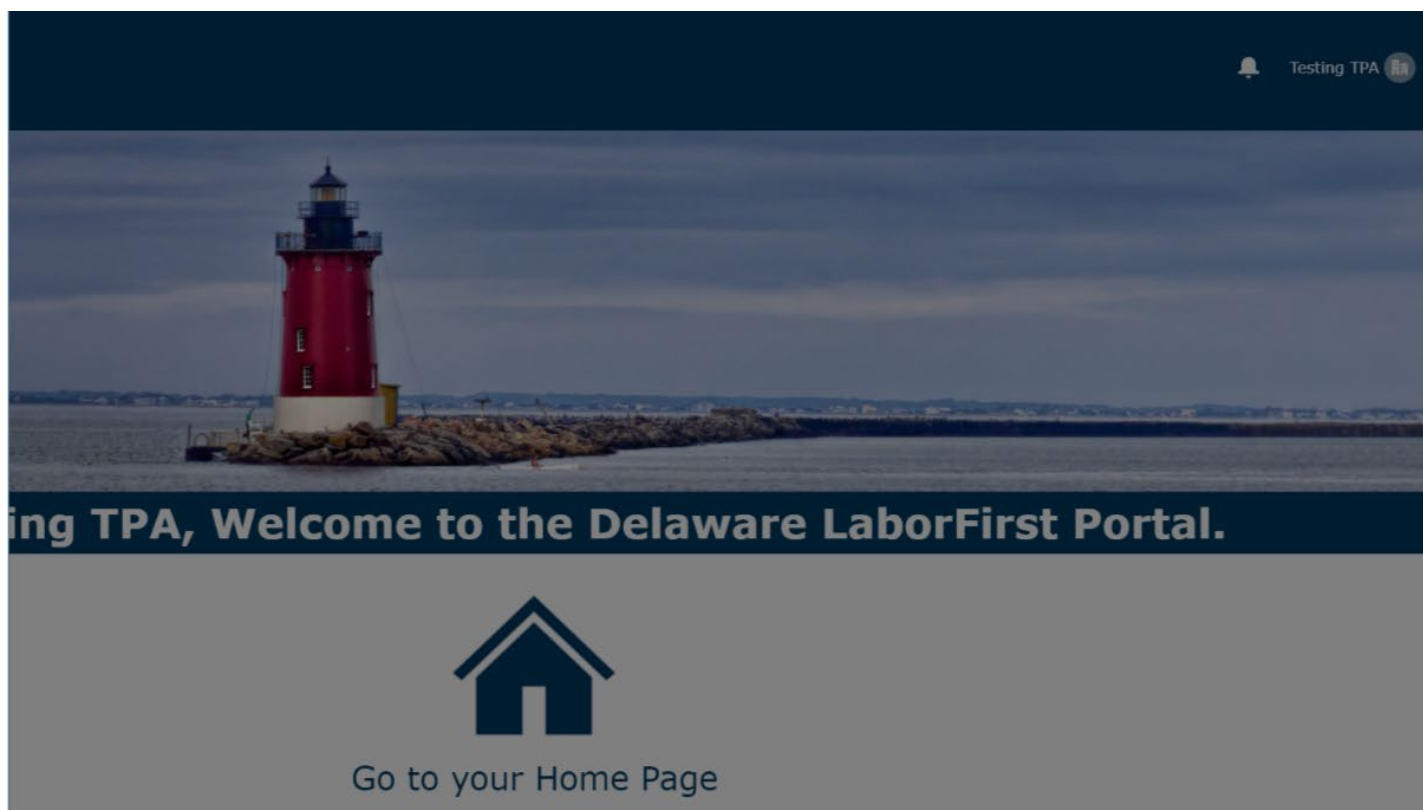 Testing TPA
ing TPA, Welcome to the Delaware LaborFirst Portal.
Go to your Home Page